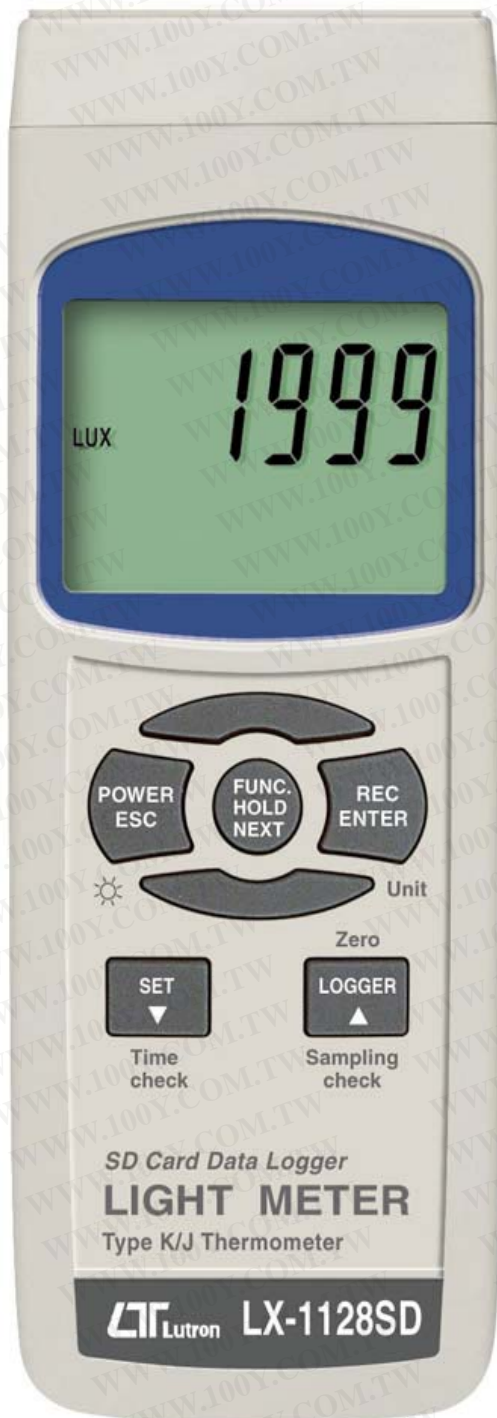 WWW.100Y.COM.TW
1999
LUX
POWER
ESC
FUNC.
HOLD
NEXT
REC
ENTER
Unit
Zero
SET
▼
LOGGER
▲
Time
check
Sampling
check
SD Card Data Logger
LIGHT METER
Type K/J Thermometer
Lutron LX-1128SD